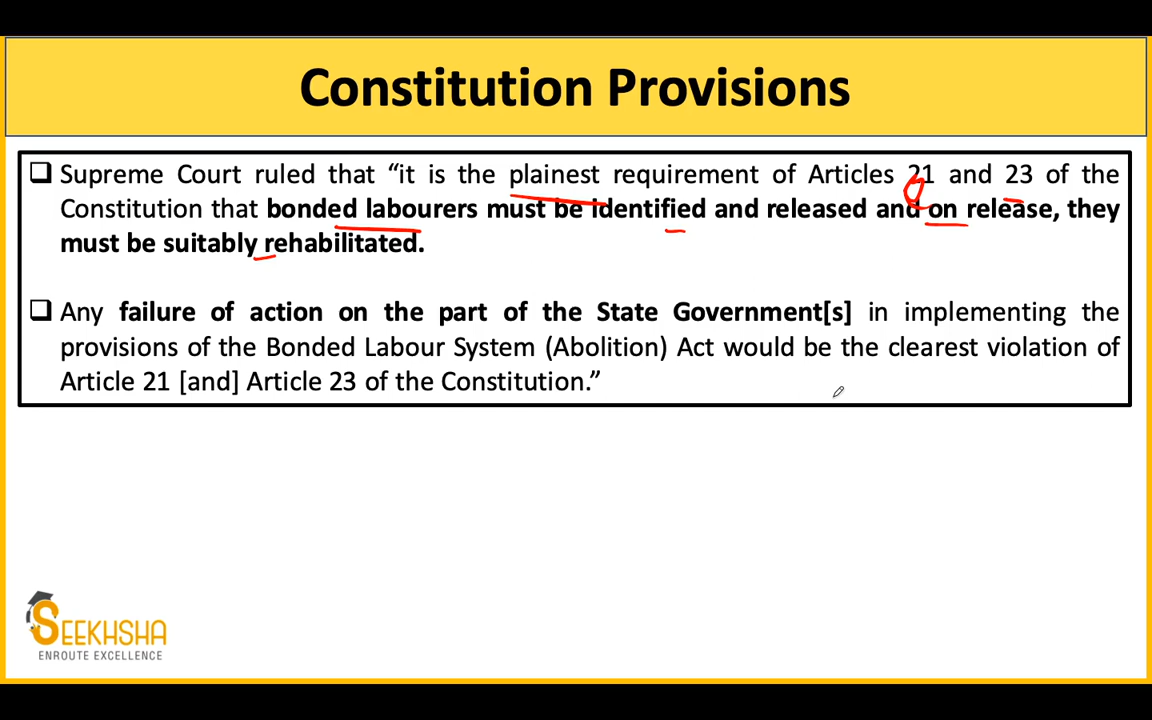 Constitution Provisions
❑ Supreme Court ruled that “it is the plainest requirement of Articles 21 and 23 of the
Constitution that bonded labourers must be identified and released and on release, they
must be suitably rehabilitated.
❑ Any failure of action on the part of the State Government[s] in implementing the
provisions of the Bonded Labour System (Abolition) Act would be the clearest violation of
Article 21 [and] Article 23 of the Constitution.”
SEEKHSHA
ENROUTE EXCELLENCE